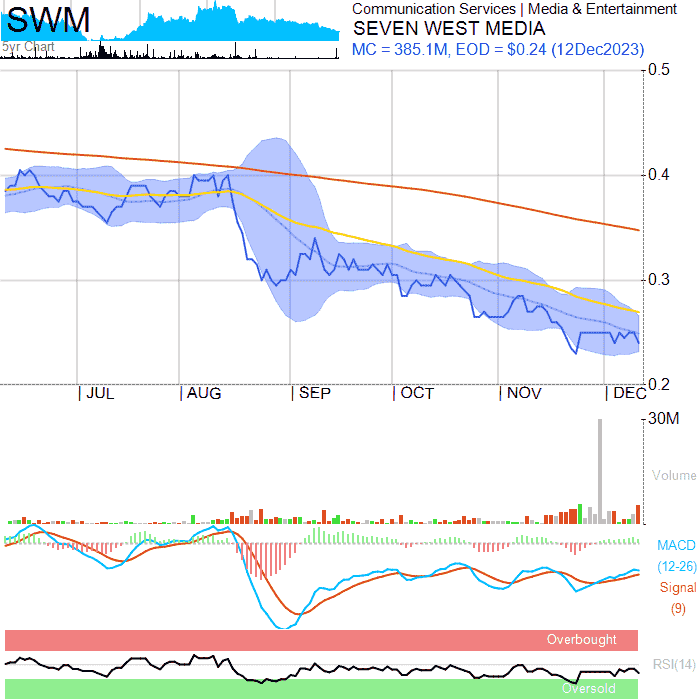 SWM
5yr Chart
Communication Services | Media & Entertainment
SEVEN WEST MEDIA
MC = 385.1M, EOD = $0.24 (12Dec2023)
0.5
0.4
0.3
0.2
| JUL | AUG | SEP | OCT | NOV | DEC
30M
Volume
MACD
(12-26)
Signal
(9)
Overbought
RSI(14)
Oversold